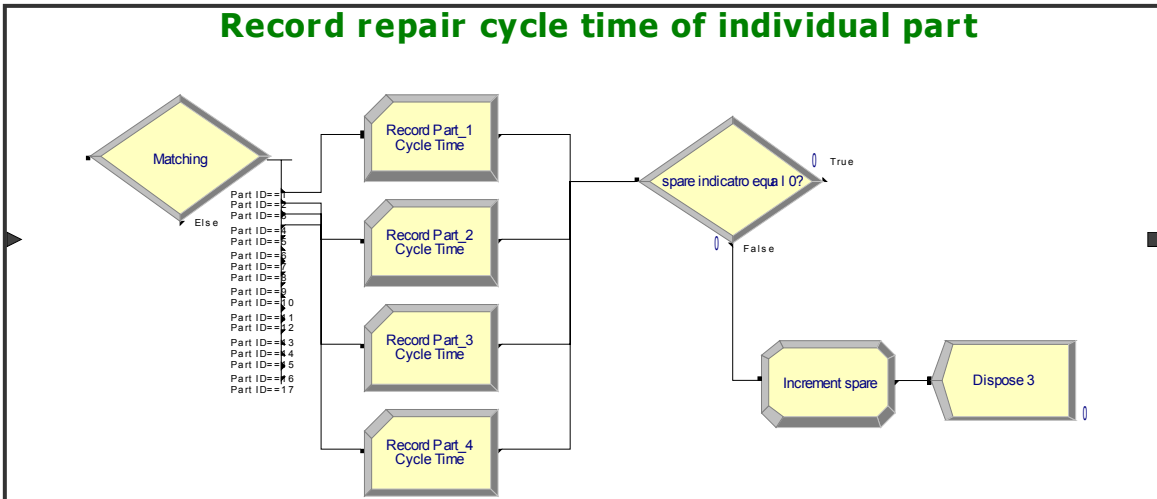 Record repair cycle time of individual part
Matching
Else
Part ID==1
Part ID==2
Part ID==3
Part ID==4
Part ID==5
Part ID==6
Part ID==7
Part ID==8
Part ID==9
Part ID==10
Part ID==11
Part ID==12
Part ID==13
Part ID==14
Part ID==15
Part ID==16
Part ID==17
Record Part_1
Cycle Time
Record Part_2
Cycle Time
Record Part_3
Cycle Time
Record Part_4
Cycle Time
spare indicatro equal 0?
0
True
0
False
Increment spare
Dispose 3
0